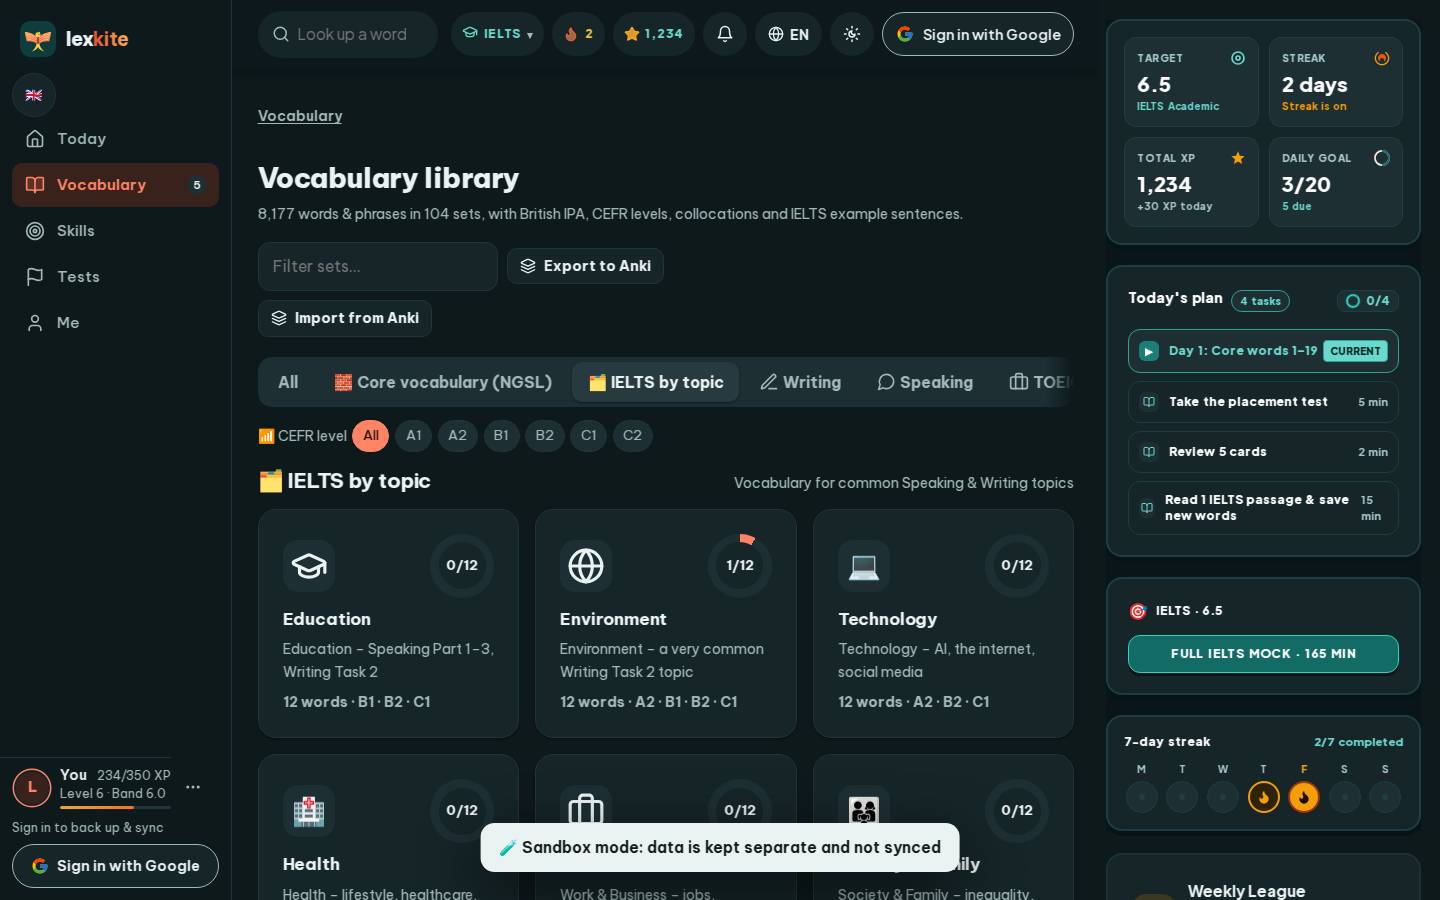 lexkite
Today
Vocabulary
5
Skills
Tests
Me
You 234/350 XP
Level 6 · Band 6.0
L
Sign in to back up & sync
Sign in with Google
Look up a word
IELTS
2
1,234
EN
Sign in with Google
Vocabulary
Vocabulary library
8,177 words & phrases in 104 sets, with British IPA, CEFR levels, collocations and IELTS example sentences.
Filter sets...
Export to Anki
Import from Anki
All
Core vocabulary (NGSL)
IELTS by topic
Writing
Speaking
CEFR level
All
A1
A2
B1
B2
C1
C2
IELTS by topic
Vocabulary for common Speaking & Writing topics
0/12
Education
Education – Speaking Part 1–3,
Writing Task 2
12 words · B1 · B2 · C1
1/12
Environment
Environment – a very common
Writing Task 2 topic
12 words · A2 · B1 · B2 · C1
0/12
Technology
Technology – AI, the internet,
social media
12 words · A2 · B2 · C1
0/12
Health
Health – lifestyle, healthcare,
0/12
Work & Business – jobs,
0/12
Society & Family – inequality,
🧪 Sandbox mode: data is kept separate and not synced
TARGET
6.5
IELTS Academic
STREAK
2 days
Streak is on
TOTAL XP
1,234
+30 XP today
DAILY GOAL
3/20
5 due
Today's plan
4 tasks
0/4
Day 1: Core words 1–19
CURRENT
Take the placement test
5 min
Review 5 cards
2 min
Read 1 IELTS passage & save
new words
15
min
IELTS · 6.5
FULL IELTS MOCK · 165 MIN
7-day streak
2/7 completed
M T W T F S S
Weekly League